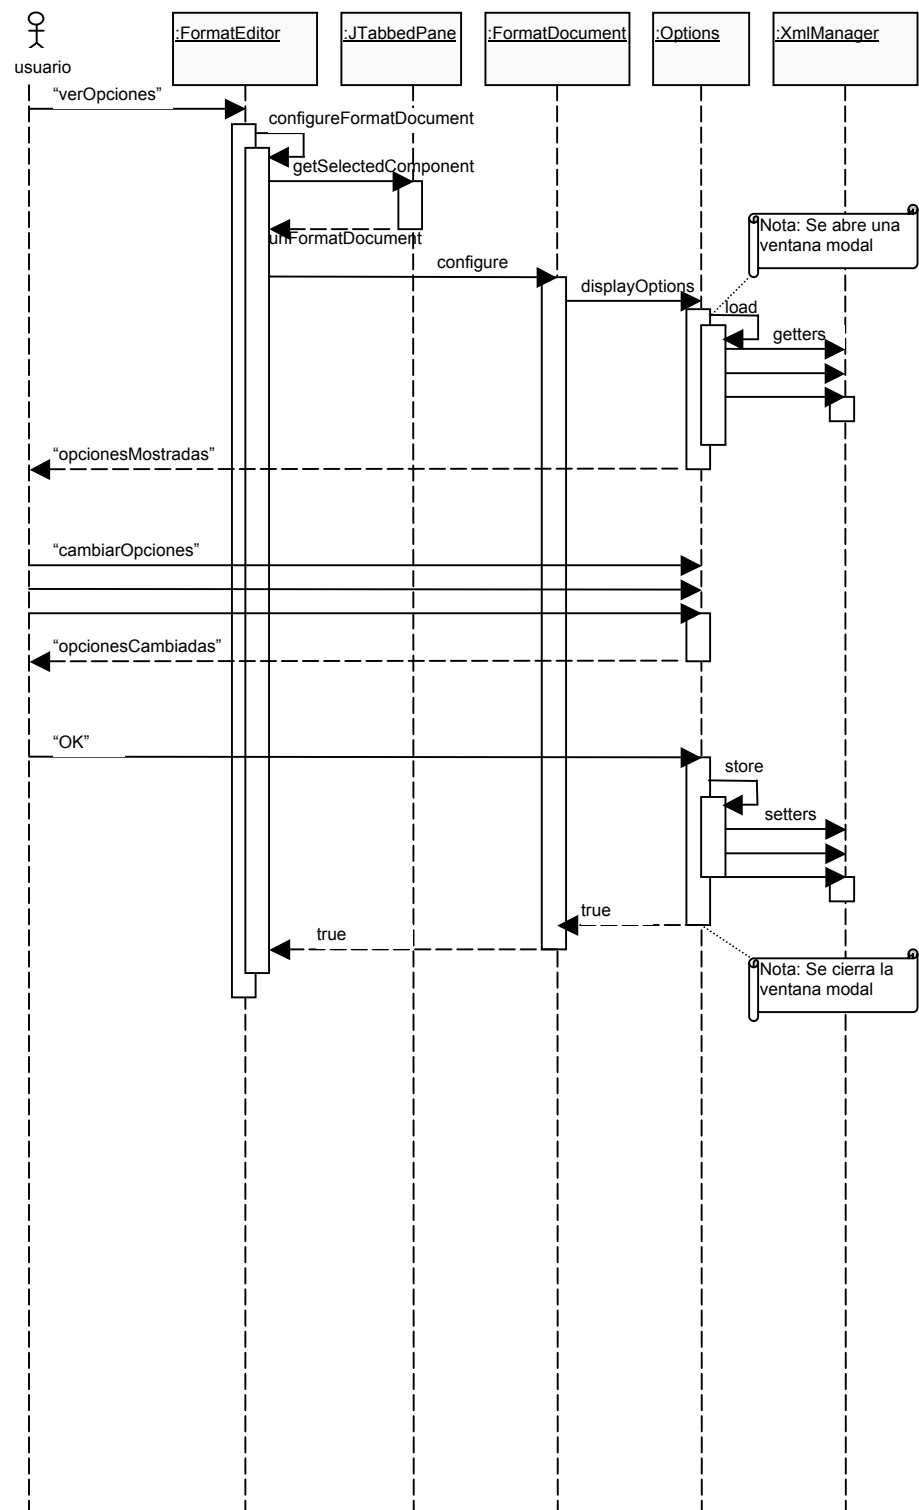 :FormatEditor
:JTabbedPane
:FormatDocument
:Options
:XmlManager
usuario
“verOpciones”
configureFormatDocument
getSelectedComponent
unFormatDocument
Nota: Se abre una
ventana modal
configure
displayOptions
load
getters
“opcionesMostradas”
“cambiarOpciones”
“opcionesCambiadas”
“OK”
store
setters
true
true
Nota: Se cierra la
ventana modal